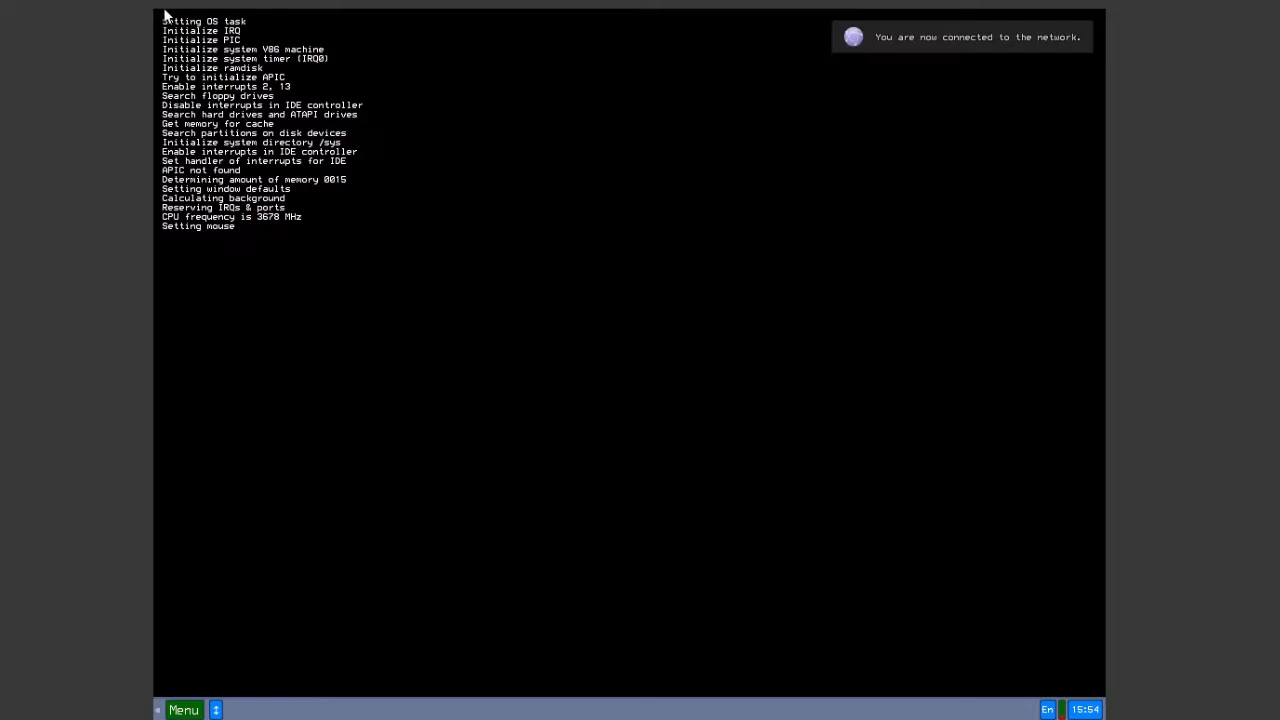 Setting OS task
Initialize IRQ
Initialize PIC
Initialize system V86 machine
Initialize system timer (IRQ0)
Initialize ramdisk
Try to initialize APIC
Enable interrupts 2, 13
Search floppy drives
Disable interrupts in IDE controller
Search hard drives and ATAPI drives
Get memory for cache
Search partitions on disk devices
Initialize system directory /sys
Enable interrupts in IDE controller
Set handler of interrupts for IDE
APIC not found
Determining amount of memory 0015
Setting window defaults
Calculating background
Reserving IRQs & ports
CPU frequency is 3678 MHz
Setting mouse
You are now connected to the network.
Menu
En
15:54